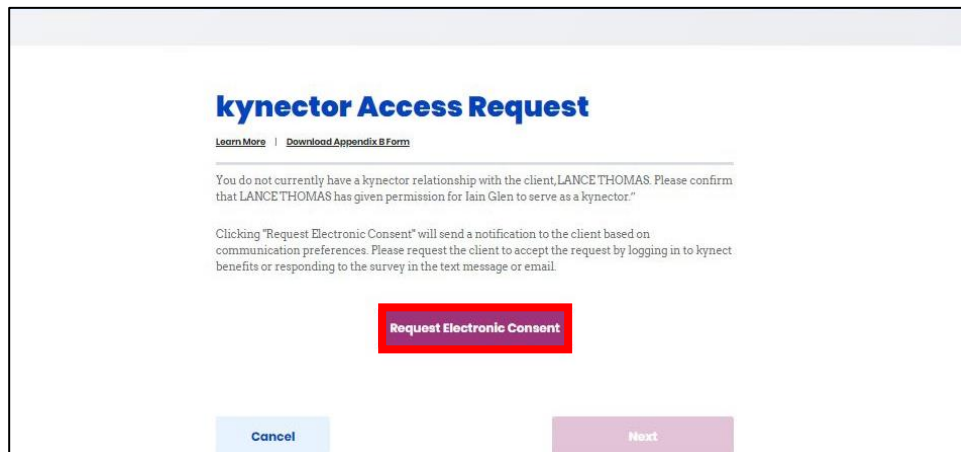 kynector Access Request
Learn More | Download Appendix B Form
You do not currently have a kynector relationship with the client,LANCE THOMAS. Please confirm
that LANCE THOMAS has given permission for Iain Glen to serve as a kynector."
Clicking "Request Electronic Consent" will send a notification to the client based on
communication preferences. Please request the client to accept the request by logging in to kynect
benefits or responding to the survey in the text message or email.
Request Electronic Consent
Cancel Next